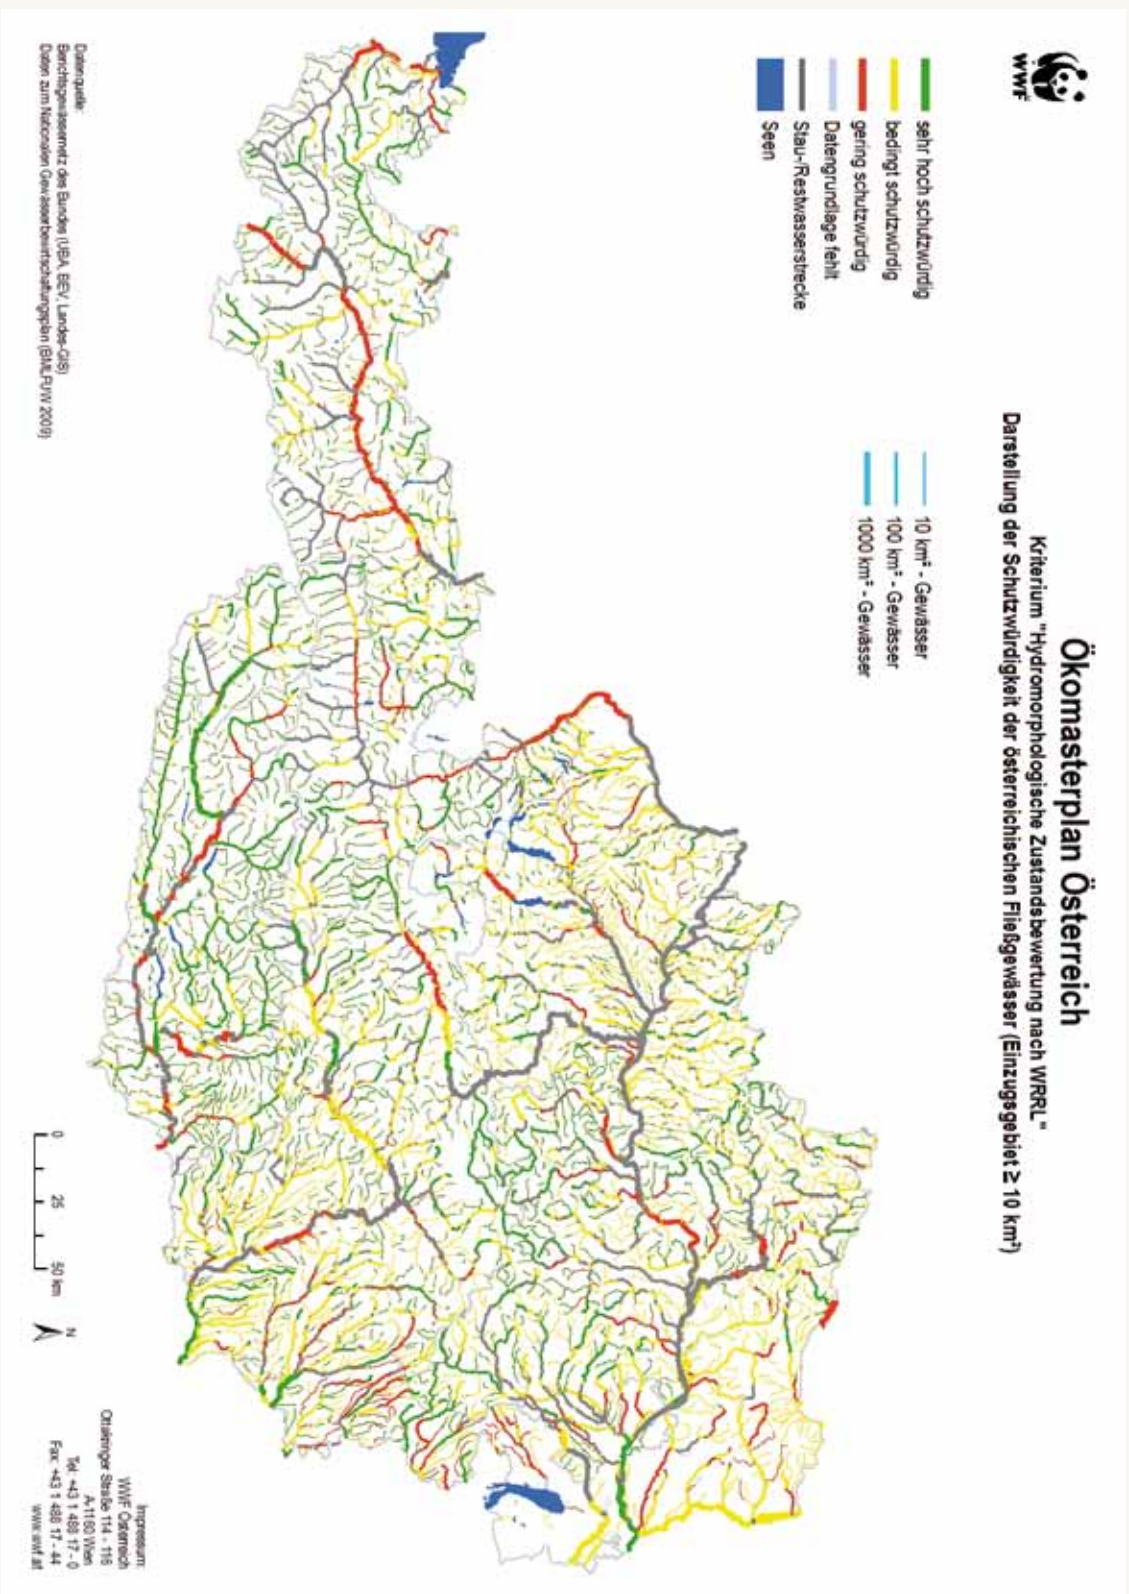 WWF
Ökomasterplan Österreich
Kriterium "Hydromorphologische Zustandsbewertung nach WRRL"
Darstellung der Schutzwürdigkeit der österreichischen Fließgewässer (Einzugsgebiet ≥ 10 km²)
sehr hoch schutzwürdig
bedingt schutzwürdig
gering schutzwürdig
Datengrundlage fehlt
Stau-/Restwasserstrecke
Seen
10 km² - Gewässer
100 km² - Gewässer
1000 km² - Gewässer
Datenquelle:
Berichtsgewässernetz des Bundes (UBA, BEV, Landes-GIS)
Daten zum Nationalen Gewässerbewirtschaftungsplan (BMLFUW 2009)
0 25 50 km
N
Impressum:
WWF Österreich
Ottakringer Straße 114 - 116
A-1160 Wien
Tel: +43 1 488 17 - 0
Fax: +43 1 488 17 - 44
www.wwf.at